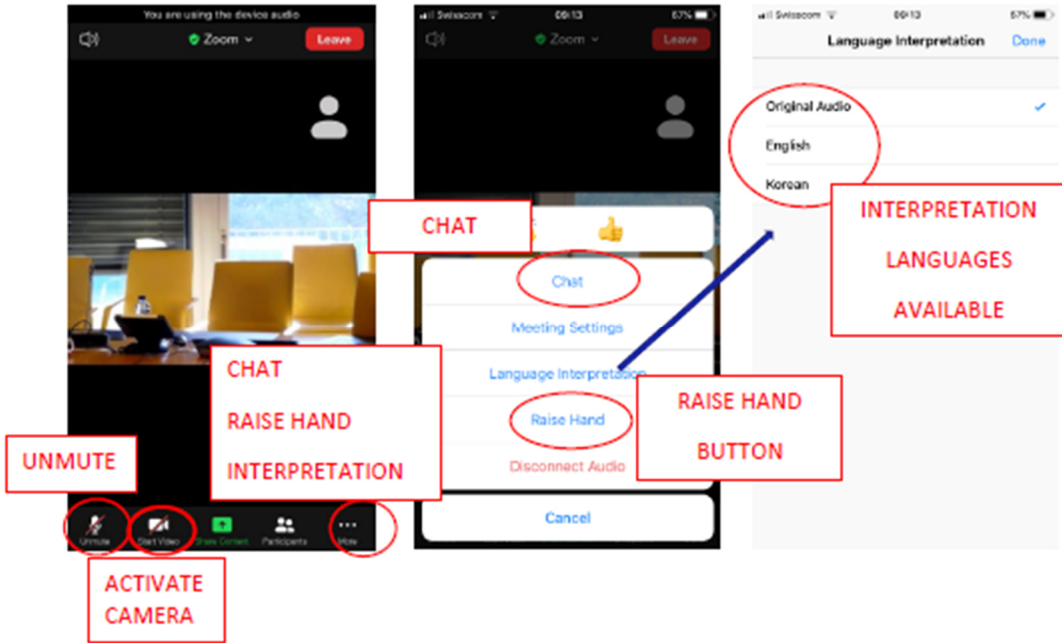 You are using the device audio
Zoom
Leave
UNMUTE
CHAT
RAISE HAND
INTERPRETATION
Unmute
Start Video
Share Content
Participants
More
ACTIVATE
CAMERA
Swisscom
09:13
67%
Zoom
Leave
CHAT
Chat
Meeting Settings
Language Interpretation
Raise Hand
Disconnect Audio
Cancel
RAISE HAND
BUTTON
Swisscom
09:13
67%
Language Interpretation
Done
Original Audio
English
Korean
INTERPRETATION
LANGUAGES
AVAILABLE